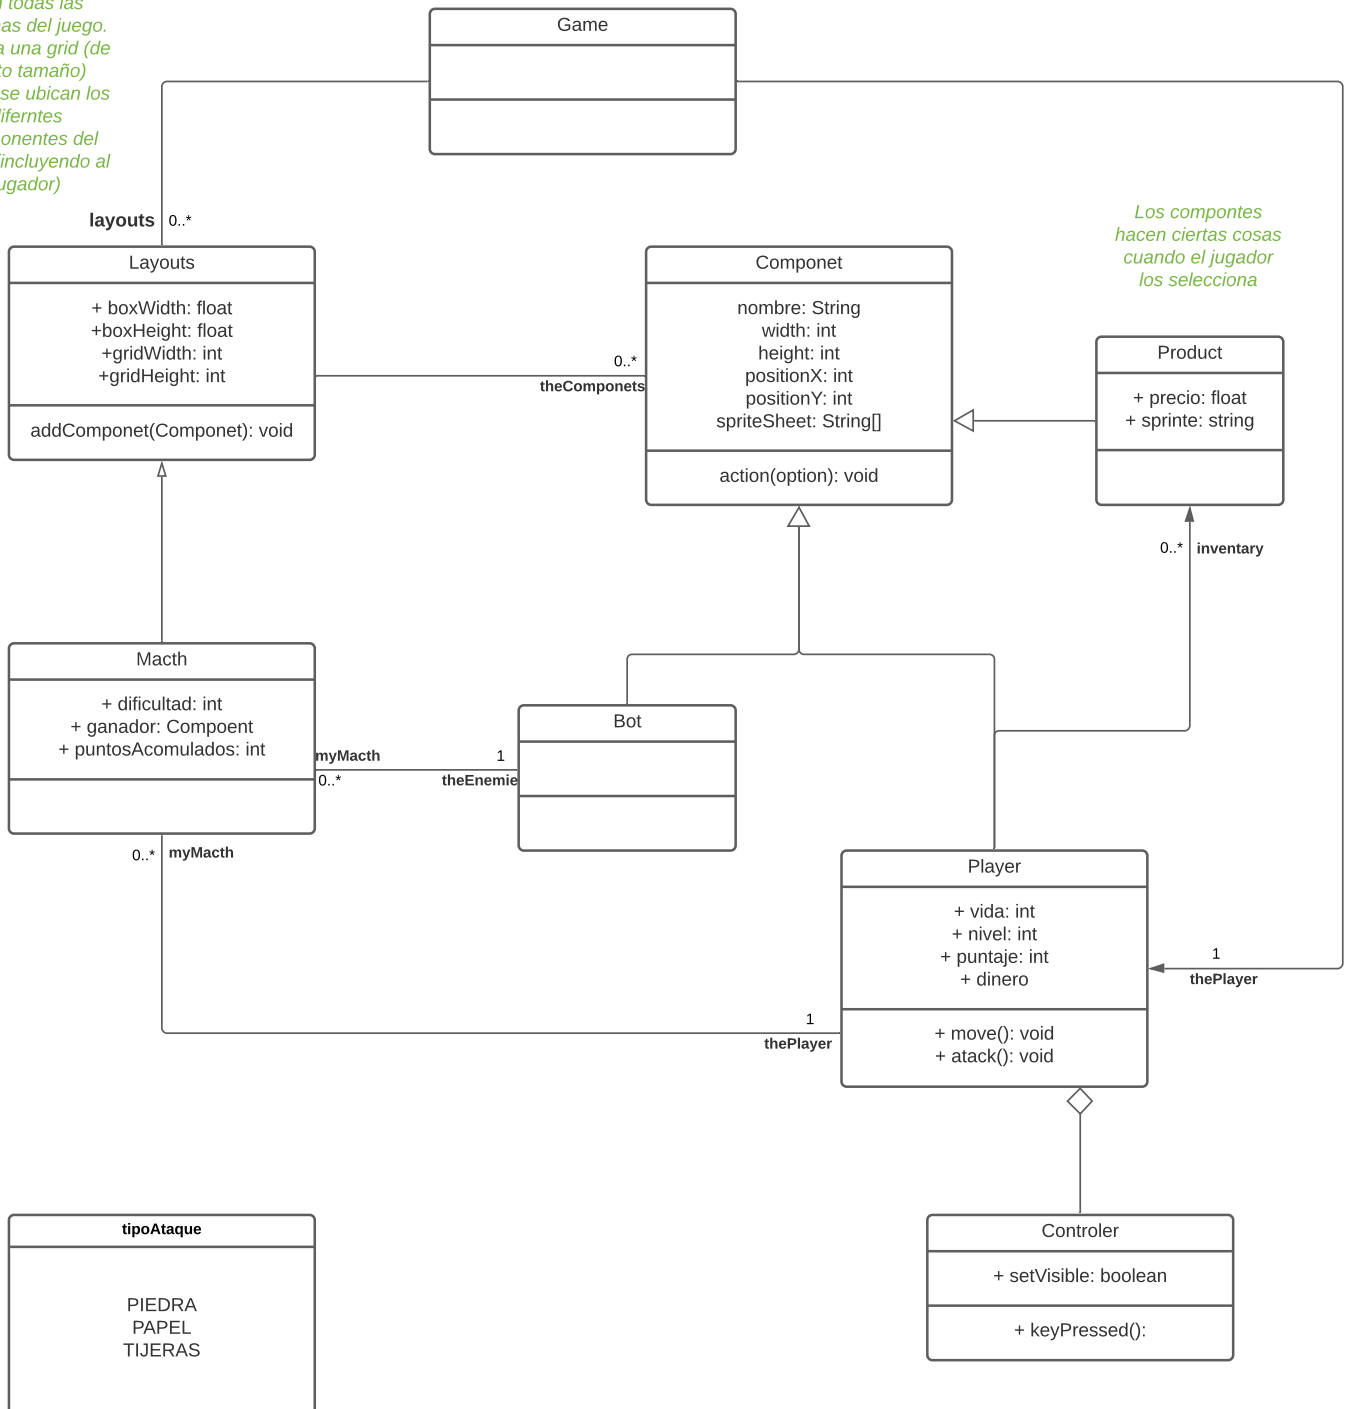 todas las
del juego.
una grid (de
tamaño)
se ubican los
diferntes
del
incluyendo al
Game
layouts
0..*
Layouts
+ boxWidth: float
+boxHeight: float
+gridWidth: int
+gridHeight: int
addComponet(Componet): void
0..*
theComponets
Componet
nombre: String
width: int
height: int
positionX: int
positionY: int
spriteSheet: String[]
action(option): void
Los compontes
hacen ciertas cosas
cuando el jugador
los selecciona
Product
+ precio: float
+ sprinte: string
0..*
inventary
Macth
+ dificultad: int
+ ganador: Compoent
+ puntosAcomulados: int
myMacth
0..*
1
theEnemie
Bot
0..*
myMacth
Player
+ vida: int
+ nivel: int
+ puntaje: int
+ dinero
+ move(): void
+ atack(): void
1
thePlayer
1
thePlayer
Controler
+ setVisible: boolean
+ keyPressed():
tipoAtaque
PIEDRA
PAPEL
TIJERAS